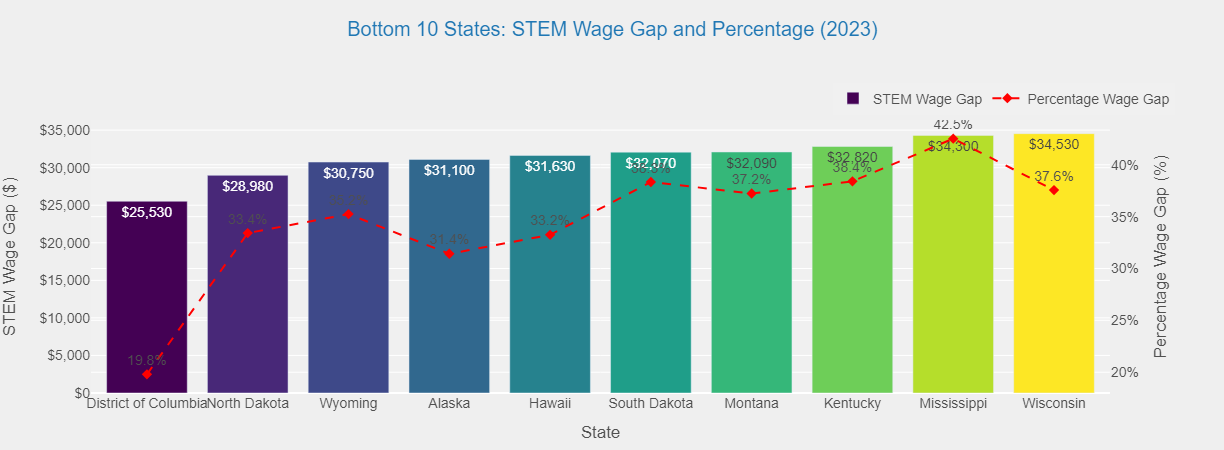 Bottom 10 States: STEM Wage Gap and Percentage (2023)
STEM Wage Gap
Percentage Wage Gap
STEM Wage Gap ($)
$35,000
$30,000
$25,000
$20,000
$15,000
$10,000
$5,000
$0
$25,530
$28,980
$30,750
$31,100
$31,630
$32,090
$32,820
$34,300
$34,530
19.8%
33.4%
31.4%
33.2%
37.2%
38.4%
42.5%
37.6%
40%
35%
30%
25%
20%
Percentage Wage Gap (%)
District of Columbia
North Dakota
Wyoming
Alaska
Hawaii
South Dakota
Montana
Kentucky
Mississippi
Wisconsin
State